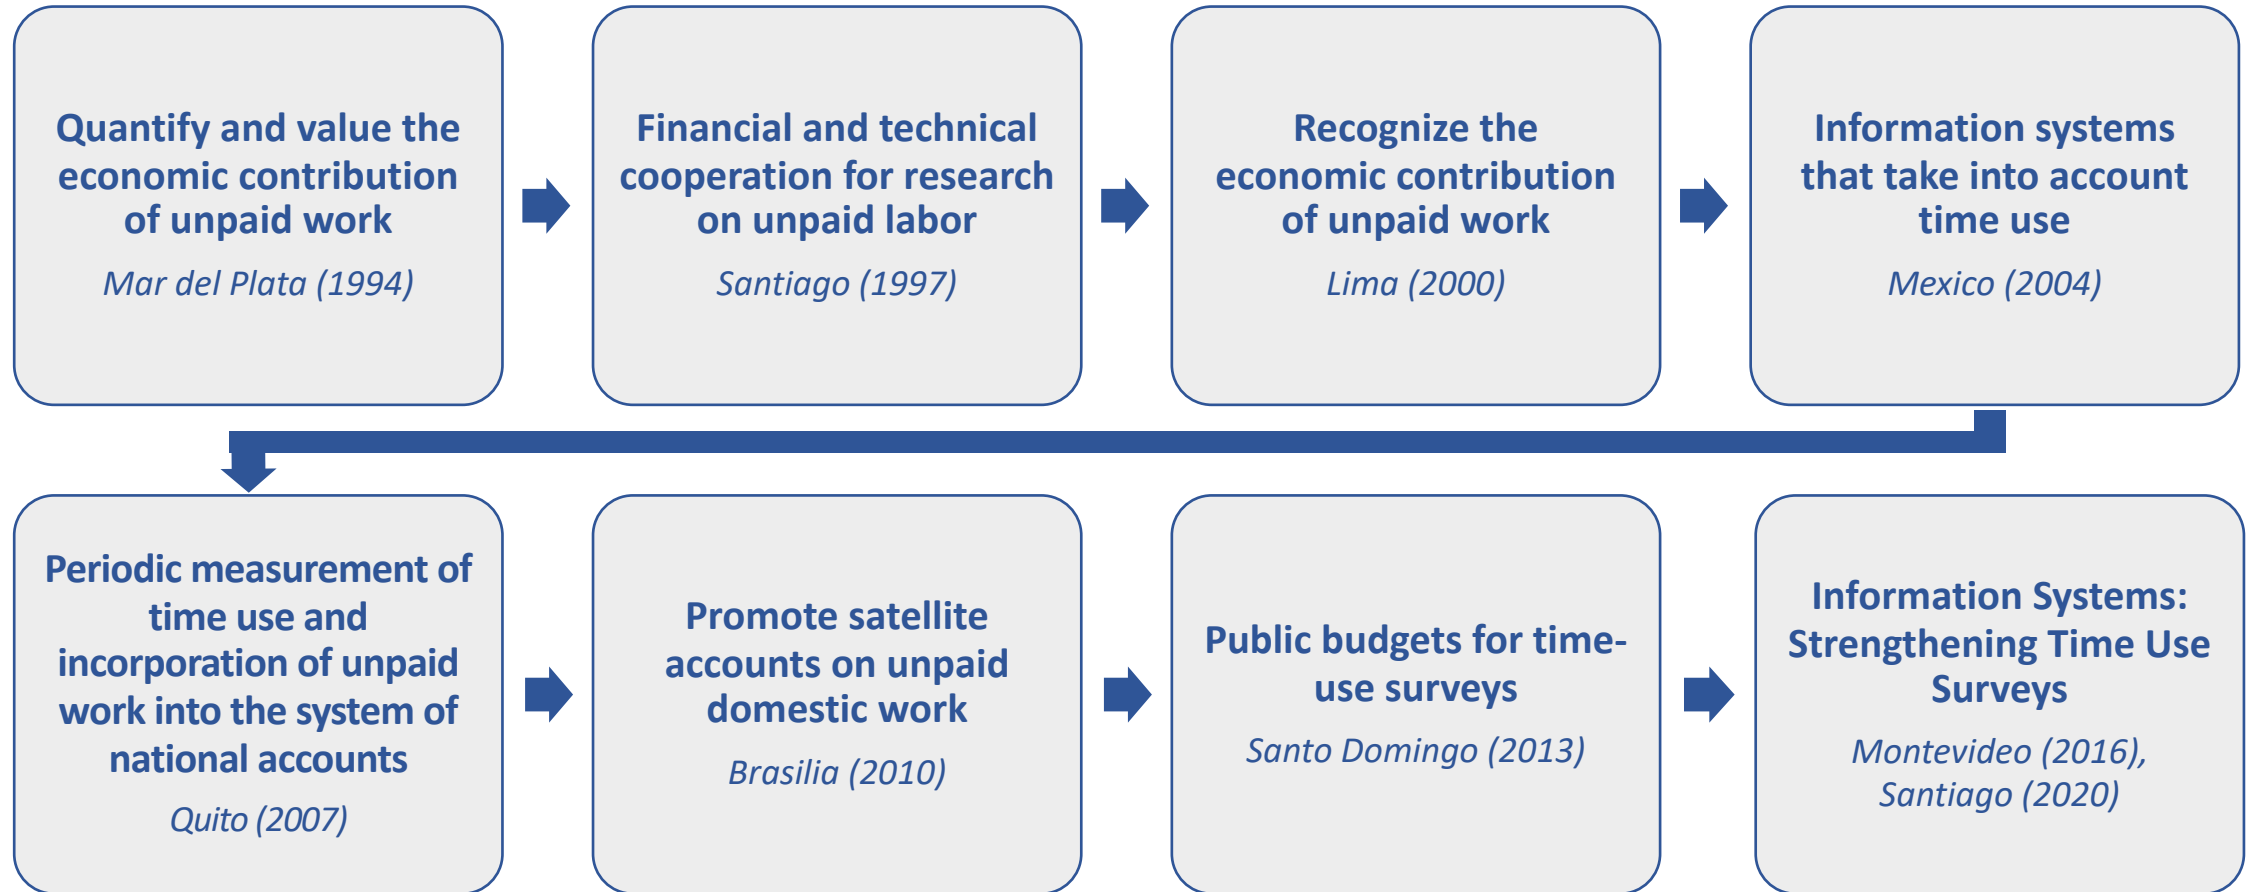 Quantify and value the
economic contribution
of unpaid work
Mar del Plata (1994)
Financial and technical
cooperation for research
on unpaid labor
Santiago (1997)
Recognize the
economic contribution
of unpaid work
Lima (2000)
Information systems
that take into account
time use
Mexico (2004)
Periodic measurement of
time use and
incorporation of unpaid
work into the system of
national accounts
Quito (2007)
Promote satellite
accounts on unpaid
domestic work
Brasilia (2010)
Public budgets for time-
use surveys
Santo Domingo (2013)
Information Systems:
Strengthening Time Use
Surveys
Montevideo (2016),
Santiago (2020)